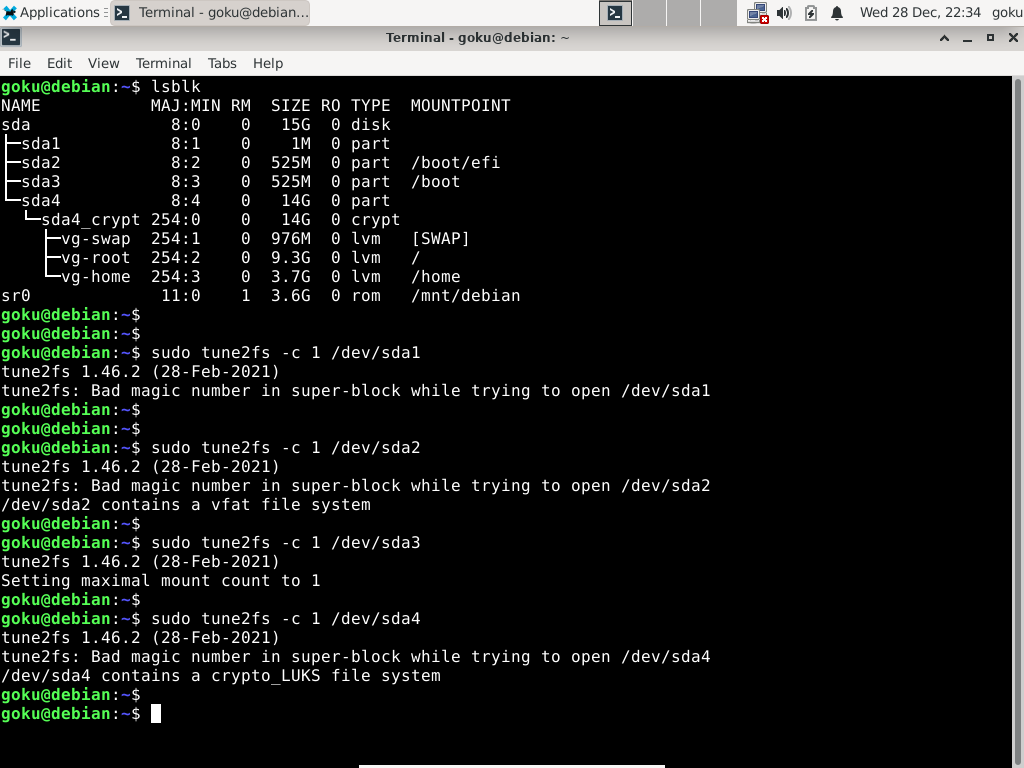 Applications Terminal - goku@debian... Wed 28 Dec, 22:34 goku
Terminal - goku@debian: ~
File Edit View Terminal Tabs Help
goku@debian:~$ lsblk
NAME           MAJ:MIN RM  SIZE RO TYPE  MOUNTPOINT
sda              8:0    0   15G  0 disk
├─sda1           8:1    0    1M  0 part
├─sda2           8:2    0  525M  0 part  /boot/efi
├─sda3           8:3    0  525M  0 part  /boot
└─sda4           8:4    0   14G  0 part
  └─sda4_crypt 254:0    0   14G  0 crypt
    ├─vg-swap  254:1    0  976M  0 lvm   [SWAP]
    ├─vg-root  254:2    0  9.3G  0 lvm   /
    └─vg-home  254:3    0  3.7G  0 lvm   /home
sr0             11:0    1  3.6G  0 rom   /mnt/debian
goku@debian:~$
goku@debian:~$
goku@debian:~$ sudo tune2fs -c 1 /dev/sda1
tune2fs 1.46.2 (28-Feb-2021)
tune2fs: Bad magic number in super-block while trying to open /dev/sda1
goku@debian:~$
goku@debian:~$
goku@debian:~$ sudo tune2fs -c 1 /dev/sda2
tune2fs 1.46.2 (28-Feb-2021)
tune2fs: Bad magic number in super-block while trying to open /dev/sda2
/dev/sda2 contains a vfat file system
goku@debian:~$
goku@debian:~$ sudo tune2fs -c 1 /dev/sda3
tune2fs 1.46.2 (28-Feb-2021)
Setting maximal mount count to 1
goku@debian:~$
goku@debian:~$ sudo tune2fs -c 1 /dev/sda4
tune2fs 1.46.2 (28-Feb-2021)
tune2fs: Bad magic number in super-block while trying to open /dev/sda4
/dev/sda4 contains a crypto_LUKS file system
goku@debian:~$
goku@debian:~$